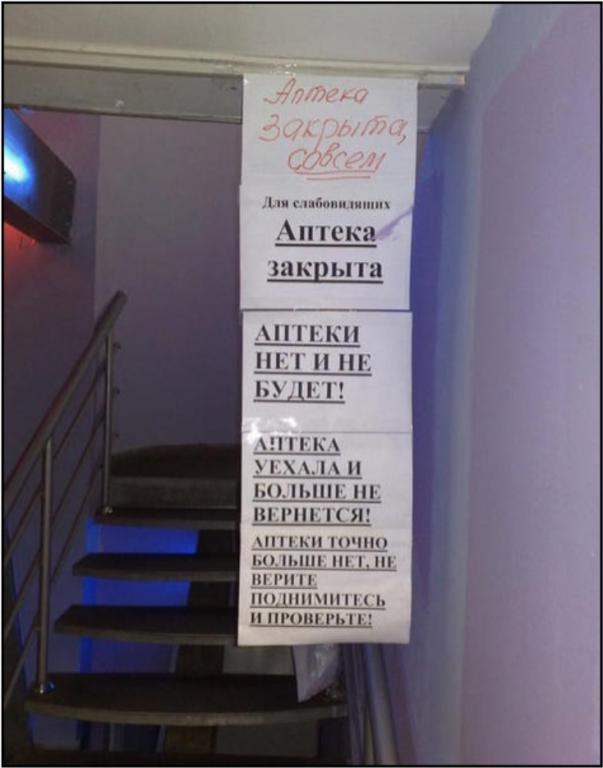 Аптека
закрыта,
совсем
Для слабовидящих
Аптека
закрыта
АПТЕКИ
НЕТ И НЕ
БУДЕТ!
АПТЕКА
УЕХАЛА И
БОЛЬШЕ НЕ
ВЕРНЕТСЯ!
АПТЕКИ ТОЧНО
БОЛЬШЕ НЕТ, НЕ
ВЕРИТЕ
ПОДНИМИТЕСЬ
И ПРОВЕРЬТЕ!